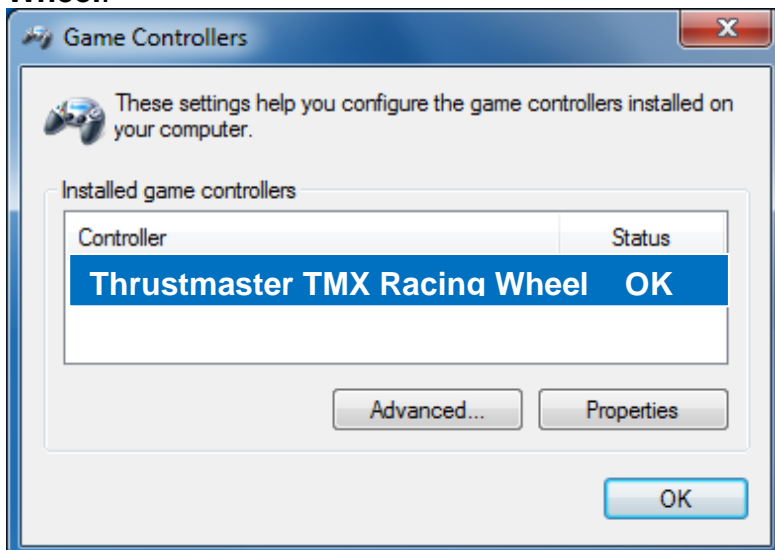 Wheel.
Game Controllers
These settings help you configure the game controllers installed on
your computer.
Installed game controllers
Controller Status
Thrustmaster TMX Racing Wheel OK
Advanced... Properties
OK